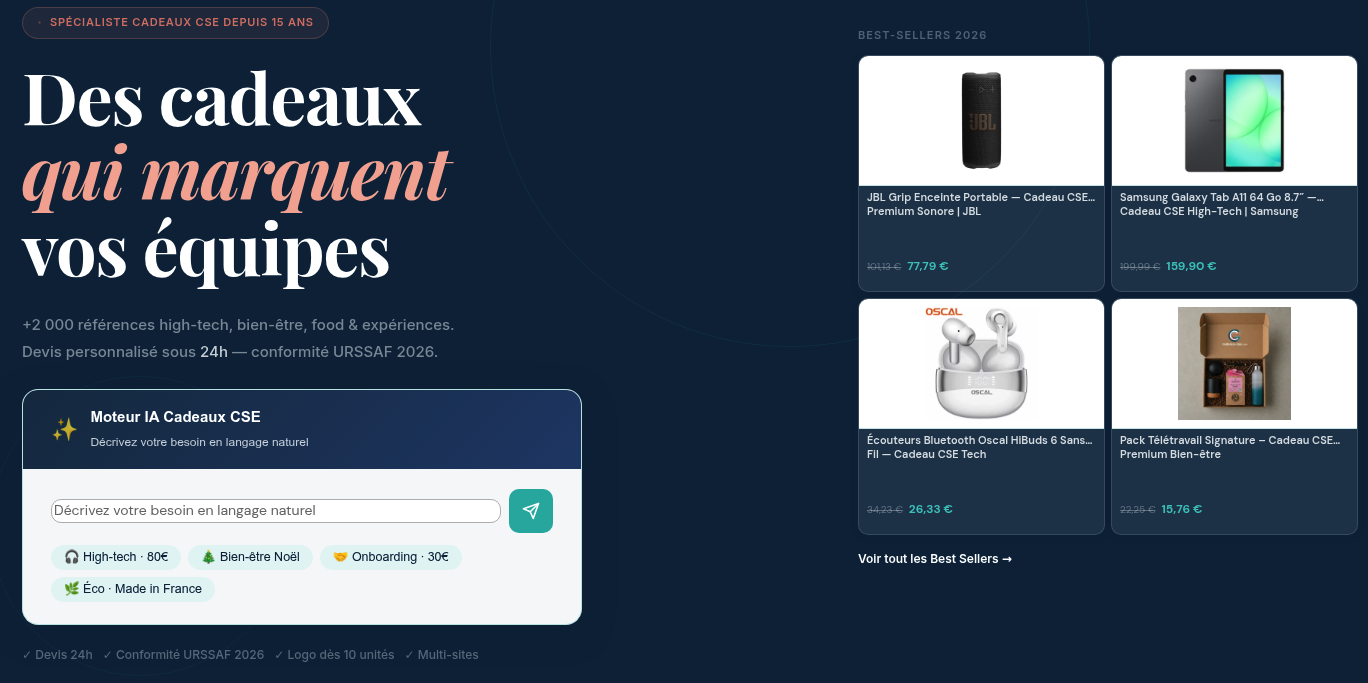 SPÉCIALISTE CADEAUX CSE DEPUIS 15 ANS
Des cadeaux
qui marquent
vos équipes
+2 000 références high-tech, bien-être, food & expériences.
Devis personnalisé sous 24h — conformité URSSAF 2026.
✨ Moteur IA Cadeaux CSE
Décrivez votre besoin en langage naturel
Décrivez votre besoin en langage naturel
🎧 High-tech · 80€ 🎄 Bien-être Noël 🤝 Onboarding · 30€
🌿 Éco · Made in France
✓ Devis 24h ✓ Conformité URSSAF 2026 ✓ Logo dès 10 unités ✓ Multi-sites
BEST-SELLERS 2026
JBL
JBL Grip Enceinte Portable — Cadeau CSE…
Premium Sonore | JBL
101,13 € 77,79 €
Samsung Galaxy Tab A11 64 Go 8.7" —…
Cadeau CSE High-Tech | Samsung
199,99 € 159,90 €
OSCAL
OSCAL
Écouteurs Bluetooth Oscal HiBuds 6 Sans…
Fil — Cadeau CSE Tech
34,23 € 26,33 €
Pack Télétravail Signature – Cadeau CSE…
Premium Bien-être
22,25 € 15,76 €
Voir tout les Best Sellers →